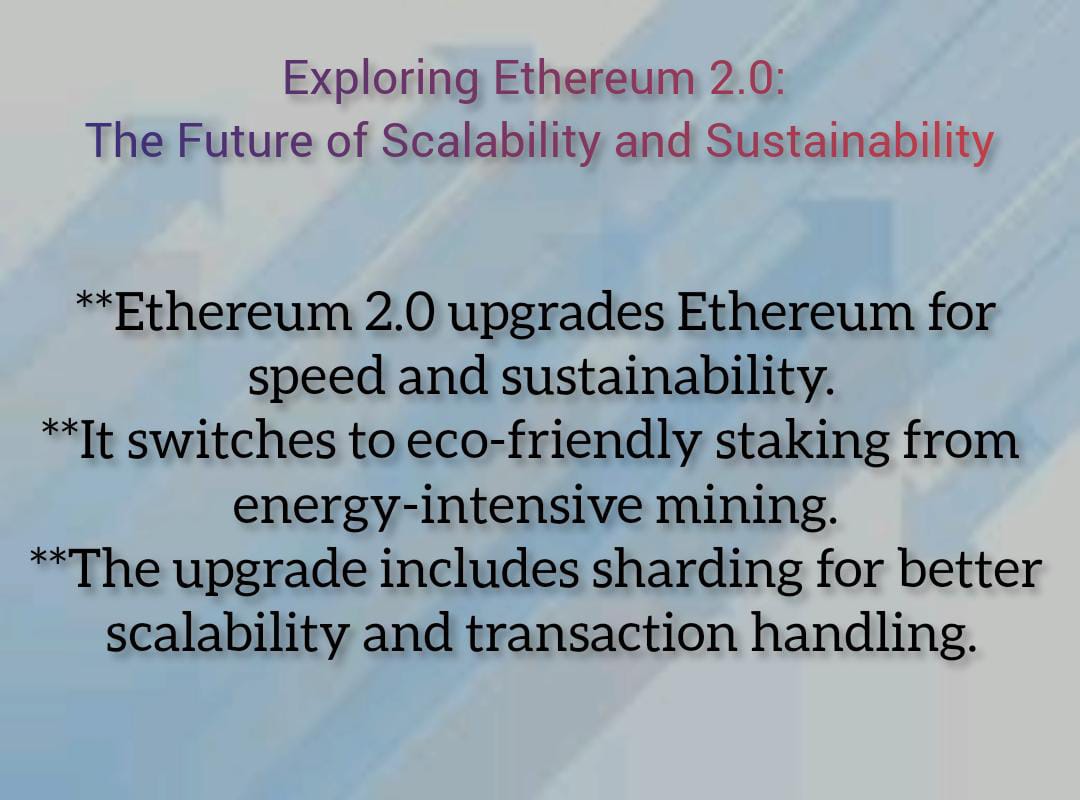 Exploring Ethereum 2.0:
The Future of Scalability and Sustainability
**Ethereum 2.0 upgrades Ethereum for
speed and sustainability.
**It switches to eco-friendly staking from
energy-intensive mining.
**The upgrade includes sharding for better
scalability and transaction handling.